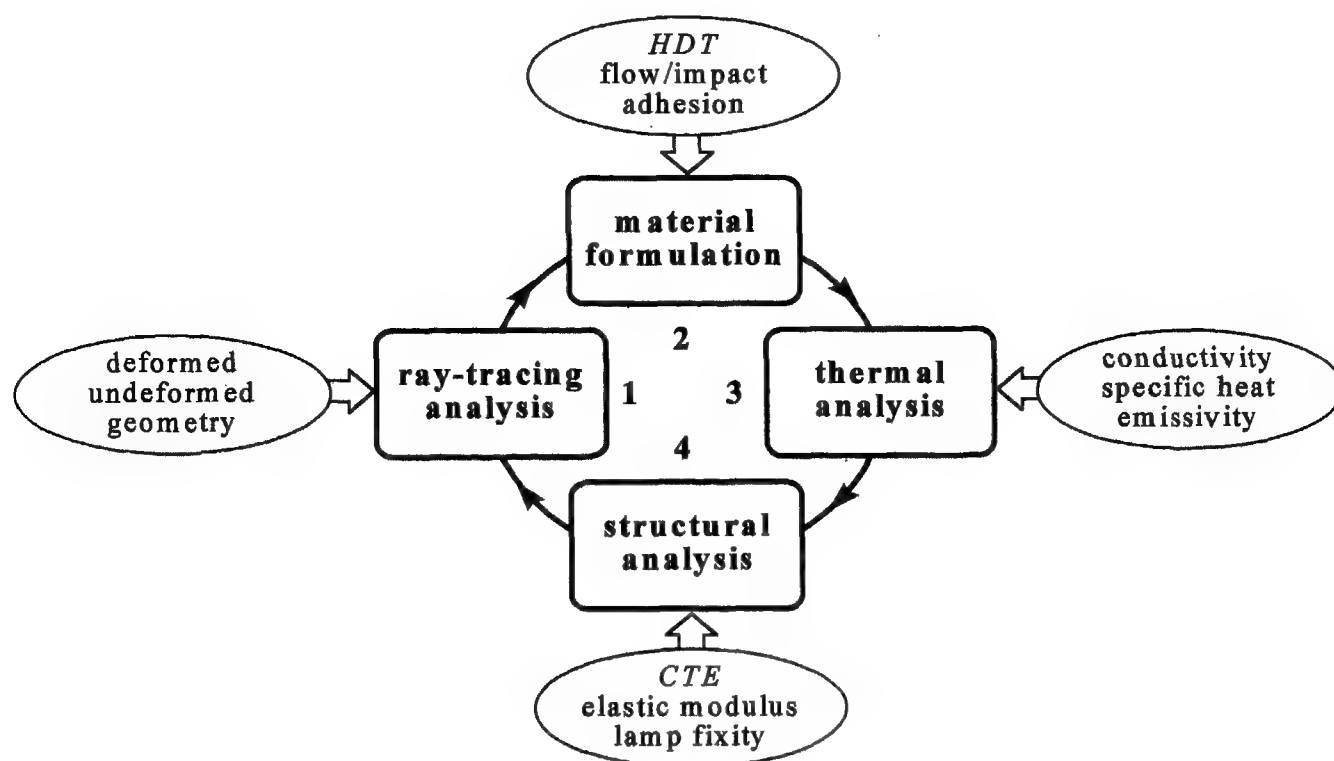 HDT
flow/impact
adhesion
material
formulation
2
deformed
undeformed
geometry
ray-tracing
analysis
1
3
thermal
analysis
conductivity
specific heat
emissivity
4
structural
analysis
CTE
elastic modulus
lamp fixity